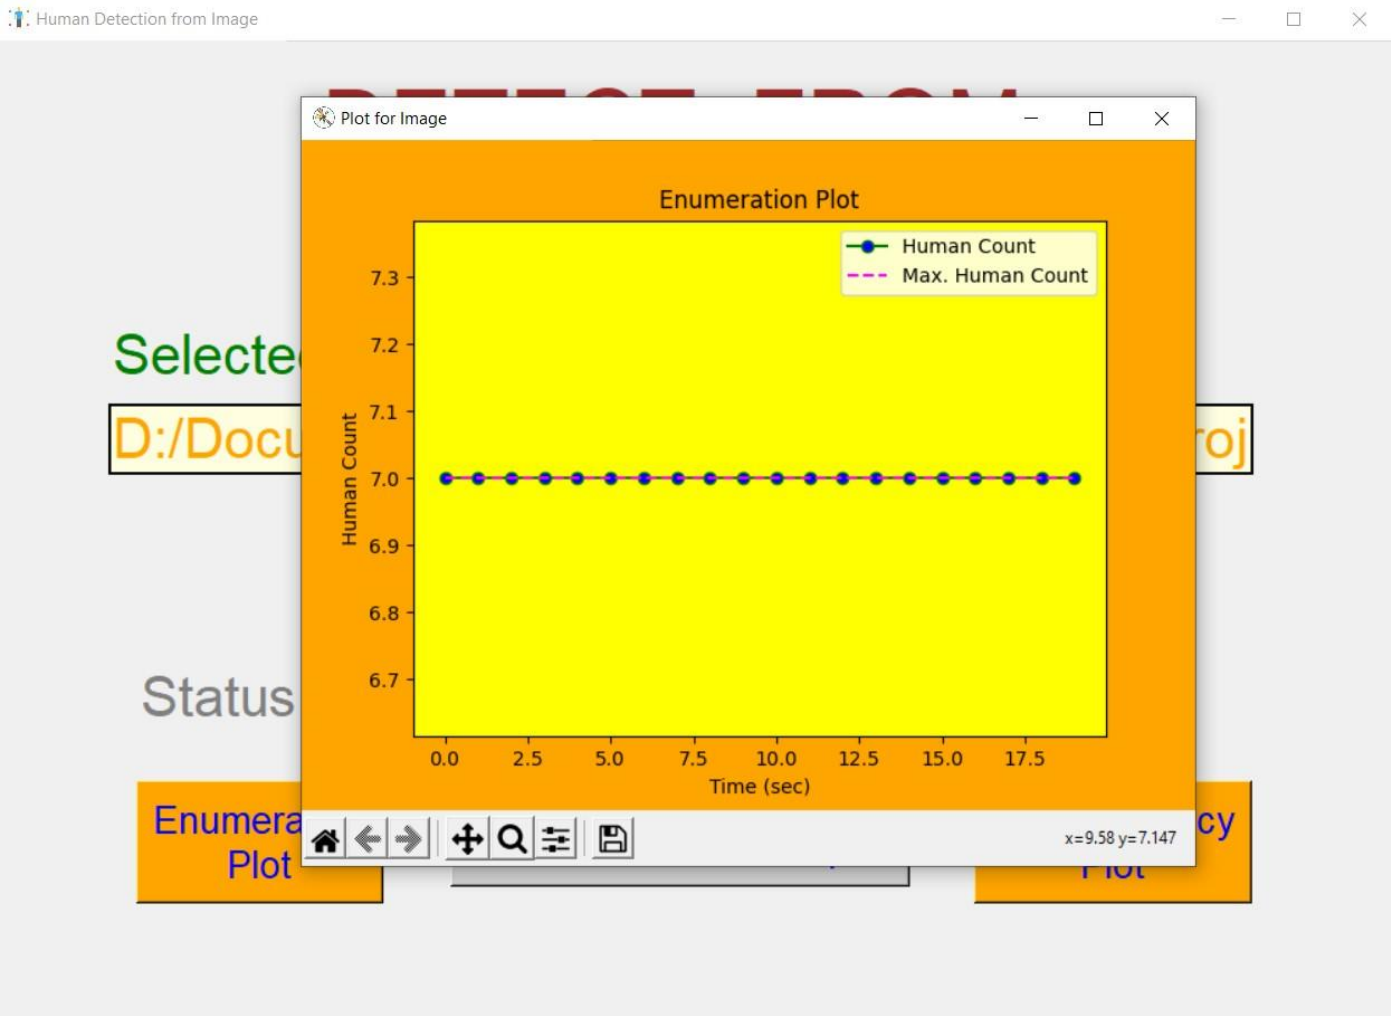 Human Detection from Image
Plot for Image
Enumeration Plot
Human Count
Max. Human Count
7.3
7.2
7.1
7.0
6.9
6.8
6.7
Human Count
0.0 2.5 5.0 7.5 10.0 12.5 15.0 17.5
Time (sec)
x=9.58 y=7.147
D:/Docu
roj
Status
Enumera
Plot
cy
Plot